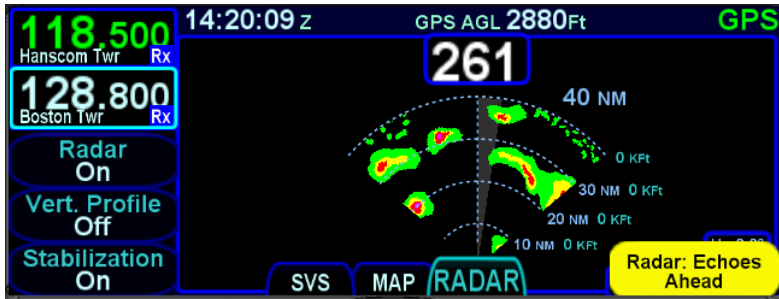 118.500
Hanscom Twr Rx
128.800
Boston Twr Rx
Radar
On
Vert. Profile
Off
Stabilization
On
14:20:09 Z GPS AGL 2880Ft GPS
261
40 NM
0 KFt
30 NM 0 KFt
20 NM 0 KFt
10 NM 0 KFt
Radar: Echoes
Ahead
SVS MAP RADAR